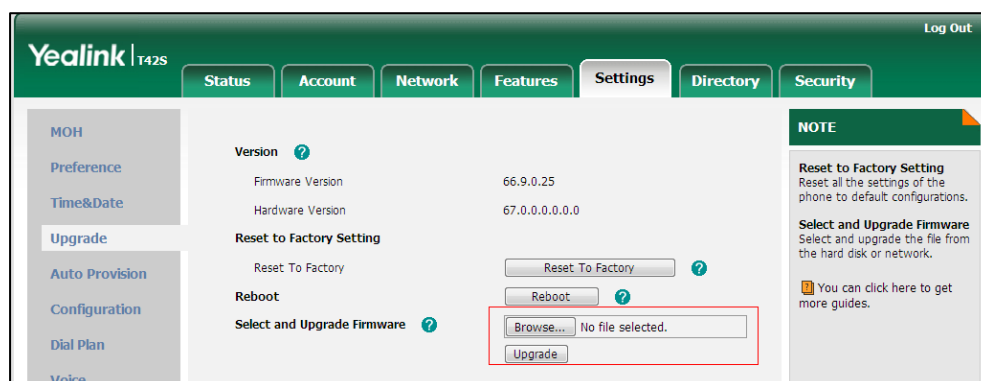 Log Out
Yealink | T42S
Status Account Network Features Settings Directory Security
MOH
Preference
Time&Date
Upgrade
Auto Provision
Configuration
Dial Plan
Voice
Version ?
Firmware Version 66.9.0.25
Hardware Version 67.0.0.0.0.0.0
Reset to Factory Setting
Reset To Factory Reset To Factory ?
Reboot Reboot ?
Select and Upgrade Firmware ? Browse... No file selected.
Upgrade
NOTE
Reset to Factory Setting
Reset all the settings of the
phone to default configurations.
Select and Upgrade Firmware
Select and upgrade the file from
the hard disk or network.
? You can click here to get
more guides.